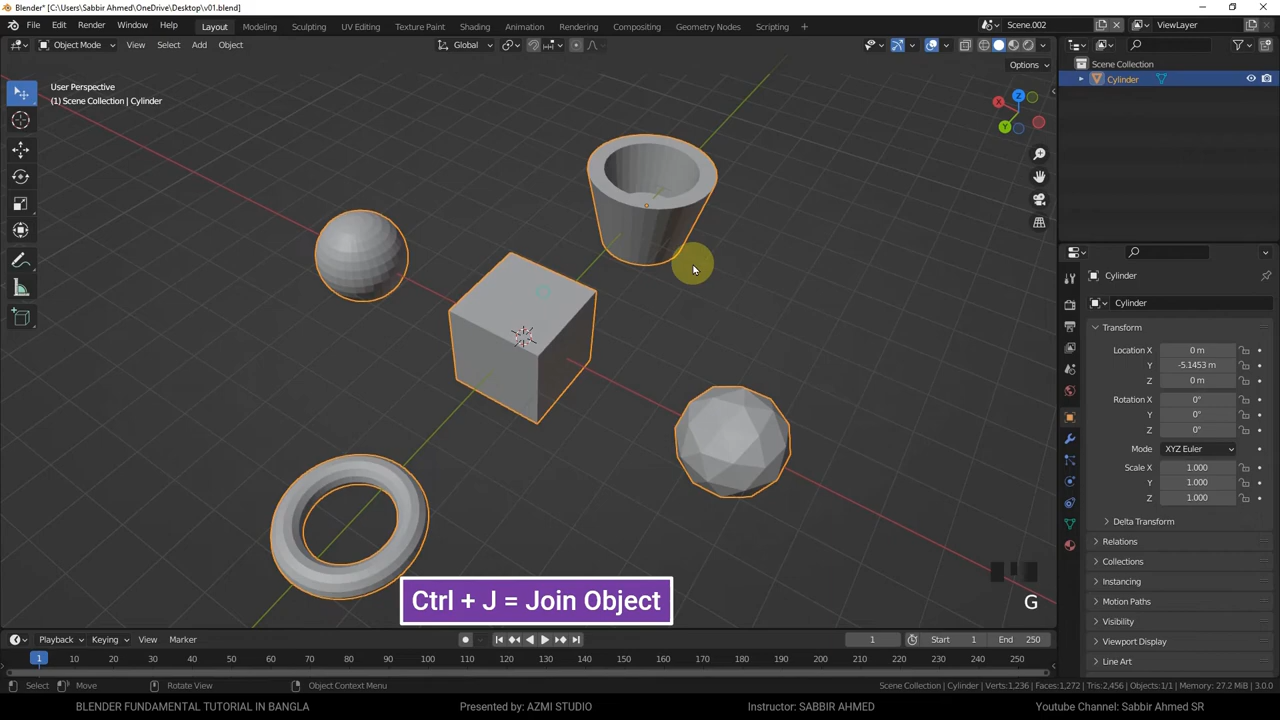 Blender* [C:\Users\Sabbir Ahmed\OneDrive\Desktop\v01.blend]
File Edit Render Window Help Layout Modeling Sculpting UV Editing Texture Paint Shading Animation Rendering Compositing Geometry Nodes Scripting + Scene.002 ViewLayer
Object Mode View Select Add Object Global
Options
User Perspective
(1) Scene Collection | Cylinder
X
Y
Z
Scene Collection
Cylinder
Cylinder
Cylinder
Transform
Location X 0 m
Y -5.1453 m
Z 0 m
Rotation X 0°
Y 0°
Z 0°
Mode XYZ Euler
Scale X 1.000
Y 1.000
Z 1.000
Delta Transform
Relations
Collections
Instancing
Motion Paths
Visibility
Viewport Display
Line Art
Ctrl + J = Join Object
G
Playback Keying View Marker 1 Start 1 End 250
1 10 20 30 40 50 60 70 80 90 100 110 120 130 140 150 160 170 180 190 200 210 220 230 240 250
Select Move Rotate View Object Context Menu Scene Collection | Cylinder | Verts:1,236 | Faces:1,272 | Tris:2,456 | Objects:1/1 | Memory: 27.2 MiB | 3.0.0
BLENDER FUNDAMENTAL TUTORIAL IN BANGLA Presented by: AZMI STUDIO Instructor: SABBIR AHMED Youtube Channel: Sabbir Ahmed SR